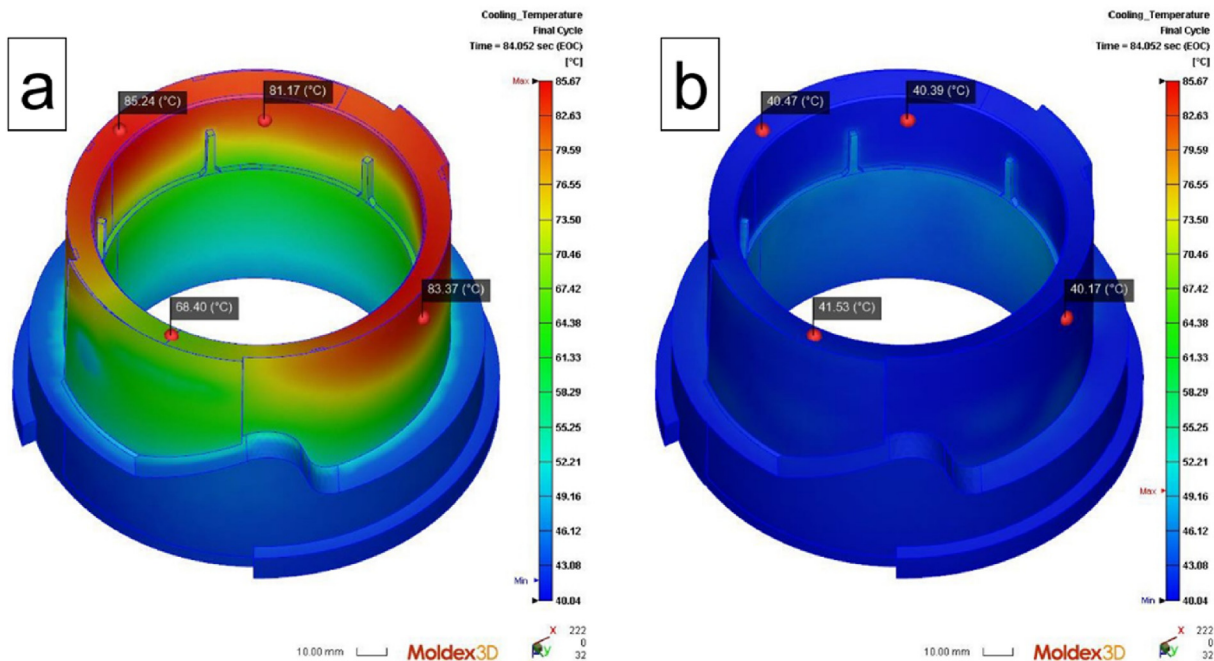 a
Cooling_Temperature
Final Cycle
Time = 84.052 sec (EOC)
[°C]
Max
85.67
82.63
79.59
76.55
73.50
70.46
67.42
64.38
61.33
58.29
55.25
52.21
49.16
46.12
43.08
Min
40.04
85.24 (°C)
81.17 (°C)
68.40 (°C)
83.37 (°C)
10.00 mm
Moldex3D
X
y
222
0
32
b
Cooling_Temperature
Final Cycle
Time = 84.052 sec (EOC)
[°C]
85.67
82.63
79.59
76.55
73.50
70.46
67.42
64.38
61.33
58.29
55.25
52.21
49.16
Max
46.12
43.08
Min
40.04
40.47 (°C)
40.39 (°C)
41.53 (°C)
40.17 (°C)
10.00 mm
Moldex3D
X
y
222
0
32